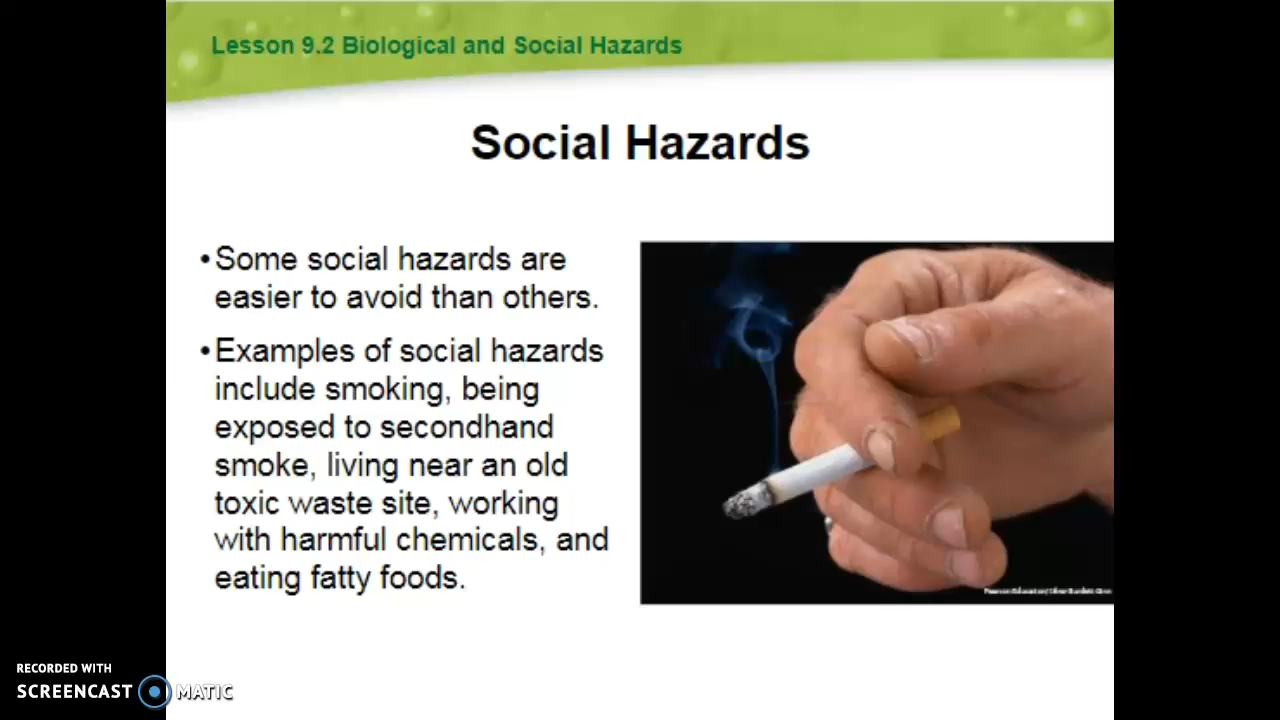 Lesson 9.2 Biological and Social Hazards
Social Hazards
•Some social hazards are
easier to avoid than others.
•Examples of social hazards
include smoking, being
exposed to secondhand
smoke, living near an old
toxic waste site, working
with harmful chemicals, and
eating fatty foods.
RECORDED WITH
SCREENCAST MATIC